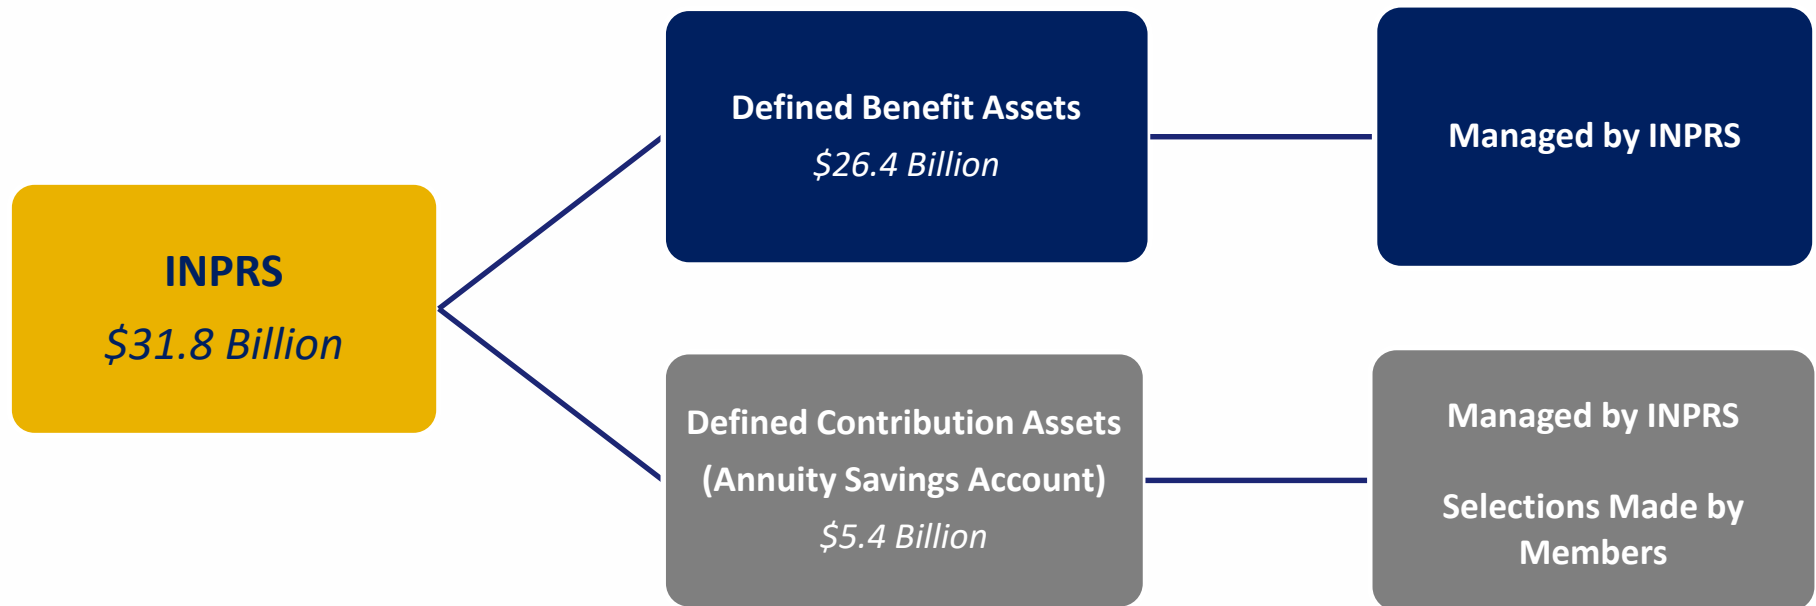 INPRS
$31.8 Billion
Defined Benefit Assets
$26.4 Billion
Managed by INPRS
Defined Contribution Assets
(Annuity Savings Account)
$5.4 Billion
Managed by INPRS
Selections Made by
Members